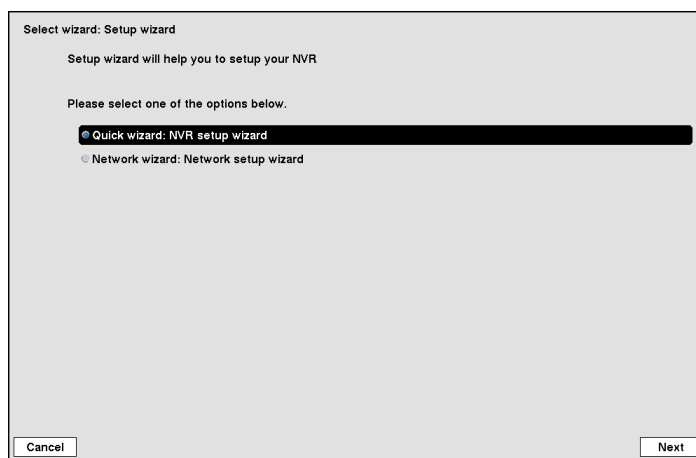 Select wizard: Setup wizard
Setup wizard will help you to setup your NVR
Please select one of the options below.
Quick wizard: NVR setup wizard
Network wizard: Network setup wizard
Cancel
Next